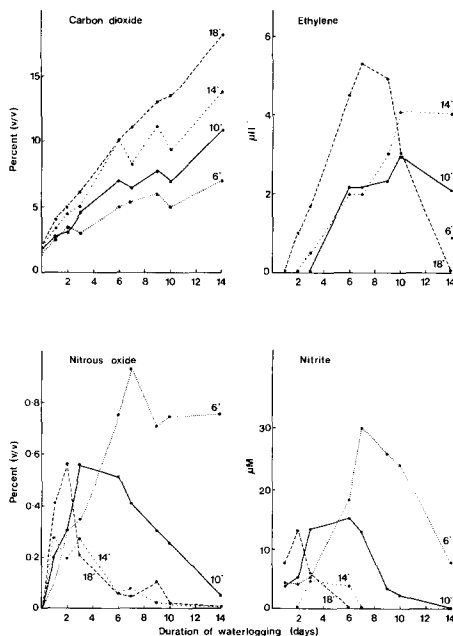 Carbon dioxide
Percent (v/v)
15
10
5
0
18°
14°
10°
6°
2 4 6 8 10 12 14
Ethylene
μl l⁻¹
6
4
2
0
14°
10°
6°
18°
2 4 6 8 10 12 14
Nitrous oxide
Percent (v/v)
0·8
0·6
0·4
0·2
0
6°
10°
14°
18°
2 4 6 8 10 12 14
Nitrite
μM
30
20
10
0
6°
14°
18°
10°
2 4 6 8 10 12 14
Duration of waterlogging (days)